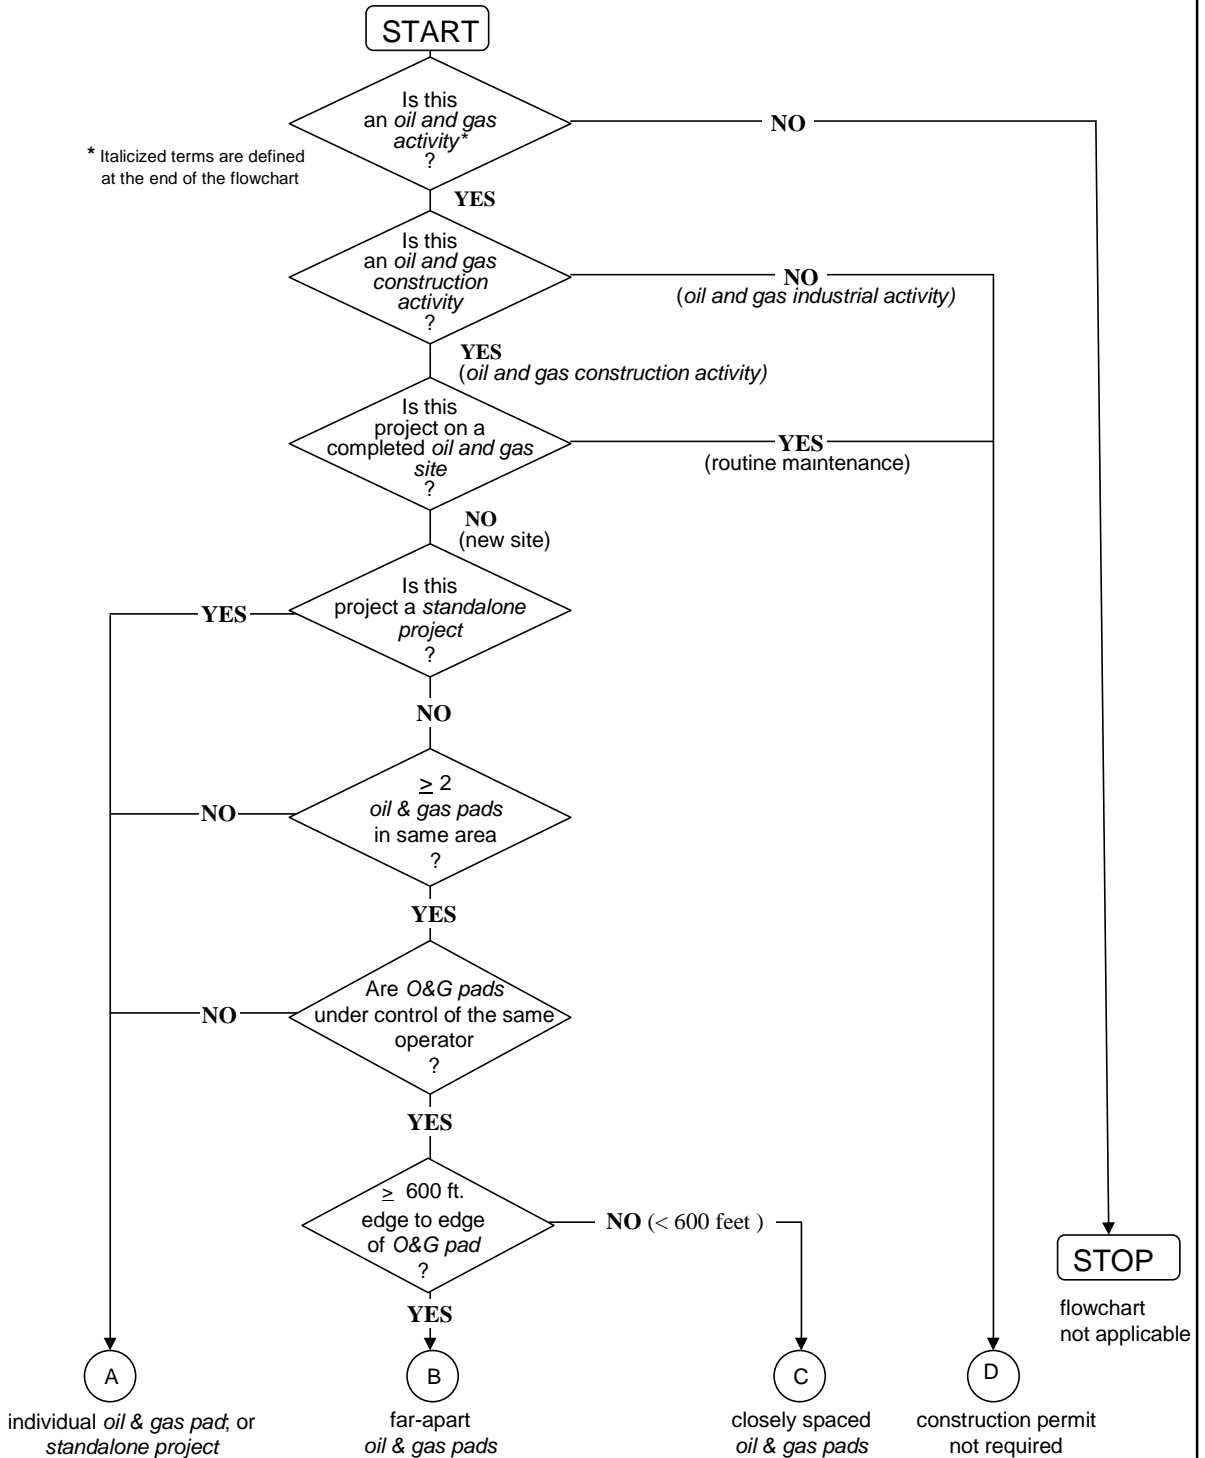 START
Is this
an oil and gas
activity*
?
NO
* Italicized terms are defined
at the end of the flowchart
YES
Is this
an oil and gas
construction
activity
?
NO
(oil and gas industrial activity)
YES
(oil and gas construction activity)
Is this
project on a
completed oil and gas
site
?
YES
(routine maintenance)
NO
(new site)
Is this
project a standalone
project
?
YES
NO
≥ 2
oil & gas pads
in same area
?
NO
YES
Are O&G pads
under control of the same
operator
?
NO
YES
≥ 600 ft.
edge to edge
of O&G pad
?
NO (< 600 feet )
YES
STOP
flowchart
not applicable
A
individual oil & gas pad; or
standalone project
B
far-apart
oil & gas pads
C
closely spaced
oil & gas pads
D
construction permit
not required